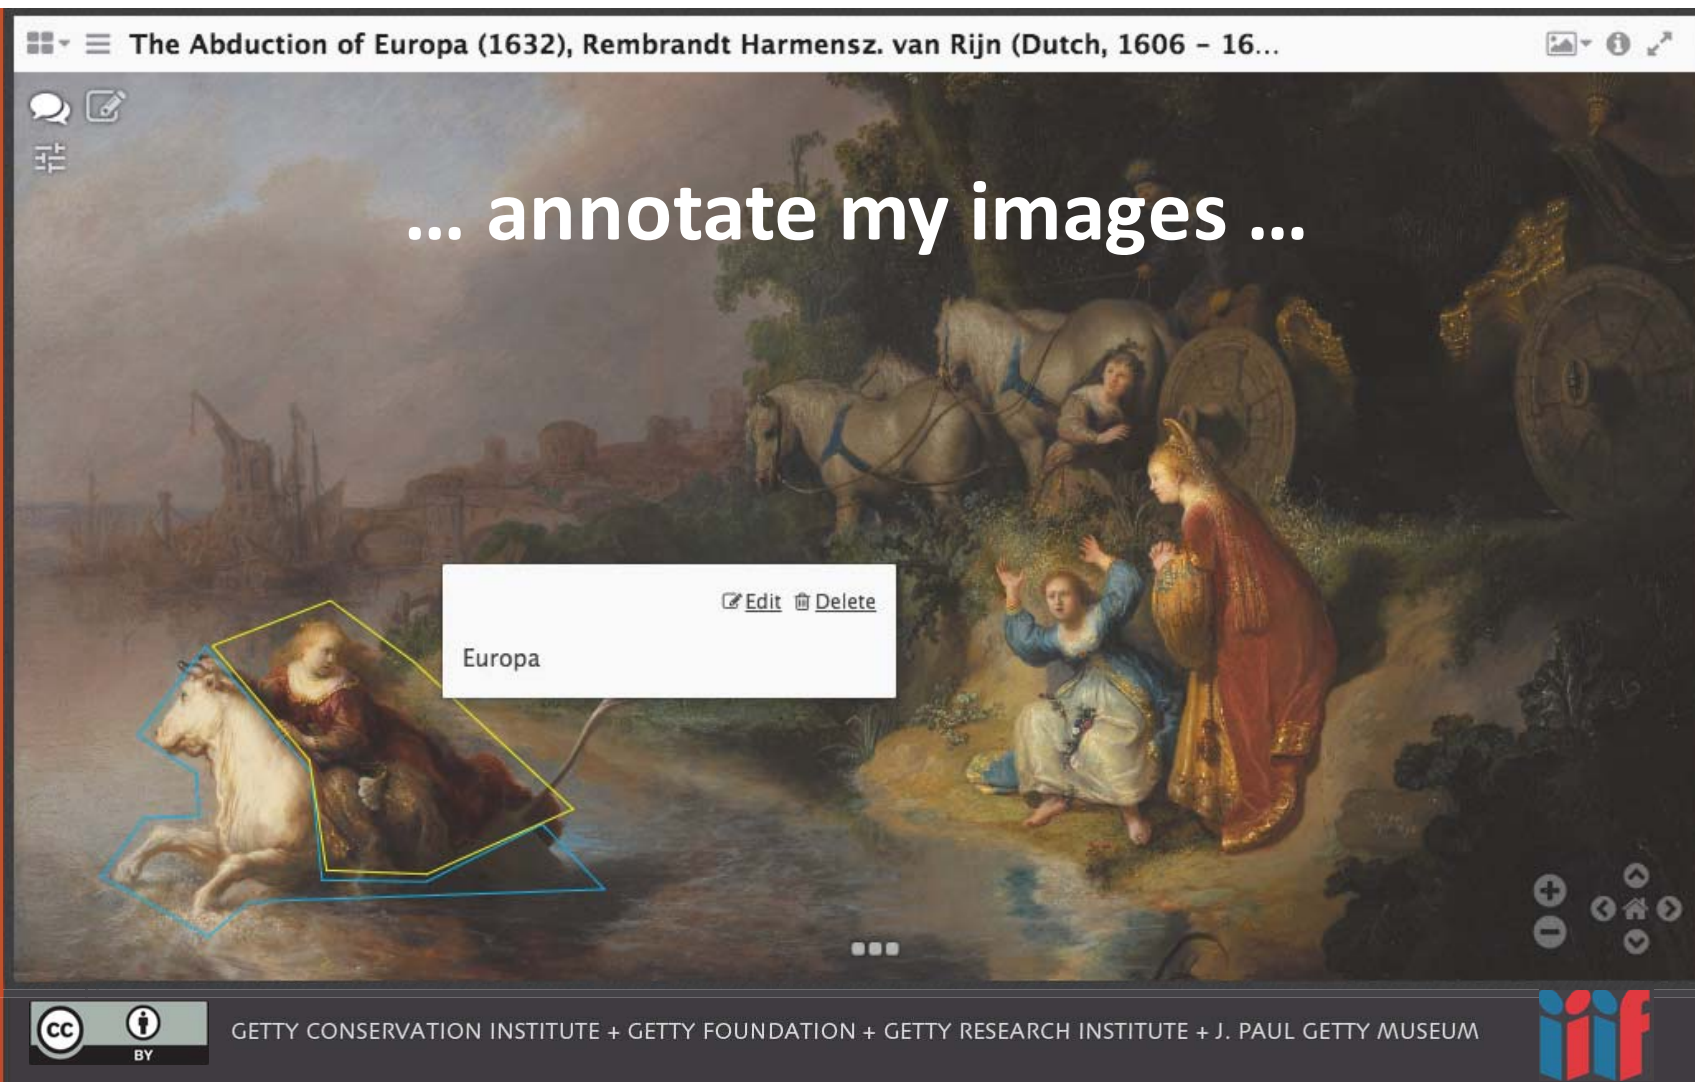 The Abduction of Europa (1632), Rembrandt Harmensz. van Rijn (Dutch, 1606 – 16...
... annotate my images ...
Edit Delete
Europa
cc
BY
GETTY CONSERVATION INSTITUTE + GETTY FOUNDATION + GETTY RESEARCH INSTITUTE + J. PAUL GETTY MUSEUM
iiif